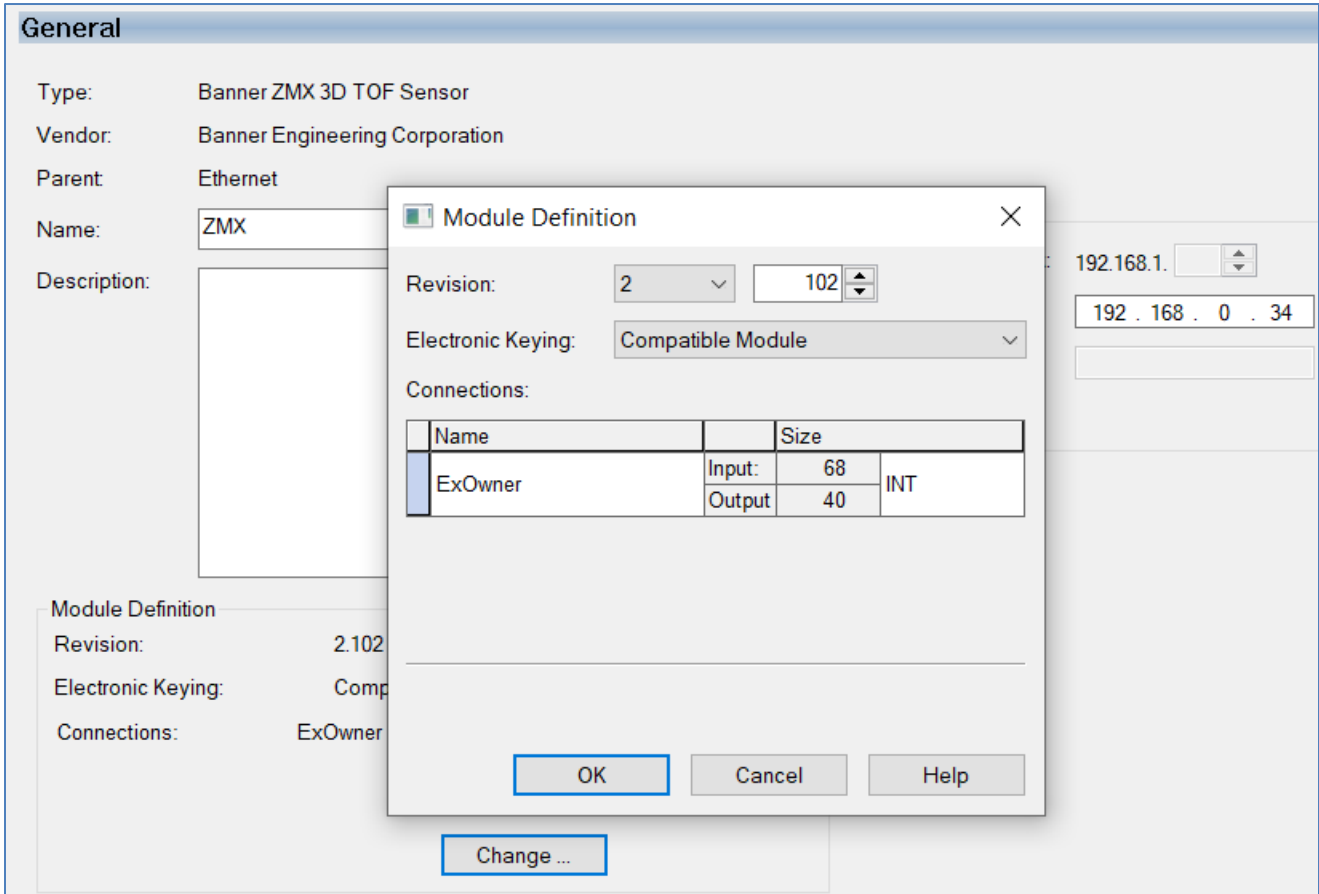 General
Type: Banner ZMX 3D TOF Sensor
Vendor: Banner Engineering Corporation
Parent: Ethernet
Name: ZMX
Description:
: 192.168.1.
192 . 168 . 0 . 34
Module Definition
Revision: 2 102
Electronic Keying: Compatible Module
Connections:
Name Size
ExOwner Input: 68 INT
Output 40
OK Cancel Help
Module Definition
Revision: 2.102
Electronic Keying: Comp
Connections: ExOwner
Change ...